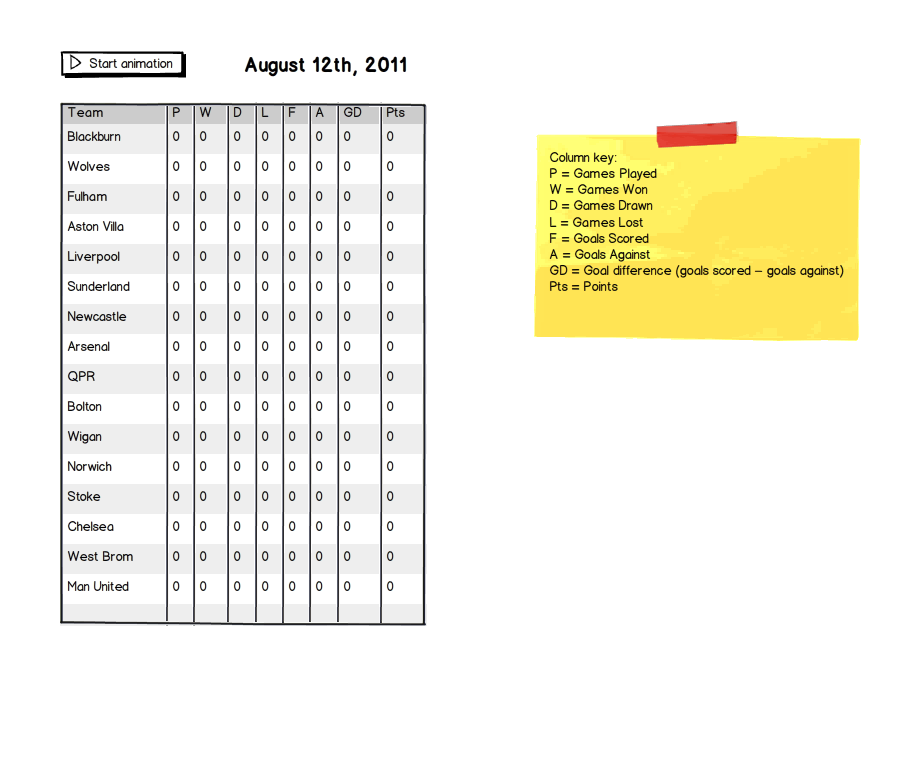 Start animation
August 12th, 2011
Team P W D L F A GD Pts
Blackburn 0 0 0 0 0 0 0 0
Wolves 0 0 0 0 0 0 0 0
Fulham 0 0 0 0 0 0 0 0
Aston Villa 0 0 0 0 0 0 0 0
Liverpool 0 0 0 0 0 0 0 0
Sunderland 0 0 0 0 0 0 0 0
Newcastle 0 0 0 0 0 0 0 0
Arsenal 0 0 0 0 0 0 0 0
QPR 0 0 0 0 0 0 0 0
Bolton 0 0 0 0 0 0 0 0
Wigan 0 0 0 0 0 0 0 0
Norwich 0 0 0 0 0 0 0 0
Stoke 0 0 0 0 0 0 0 0
Chelsea 0 0 0 0 0 0 0 0
West Brom 0 0 0 0 0 0 0 0
Man United 0 0 0 0 0 0 0 0
Column key:
P = Games Played
W = Games Won
D = Games Drawn
L = Games Lost
F = Goals Scored
A = Goals Against
GD = Goal difference (goals scored – goals against)
Pts = Points